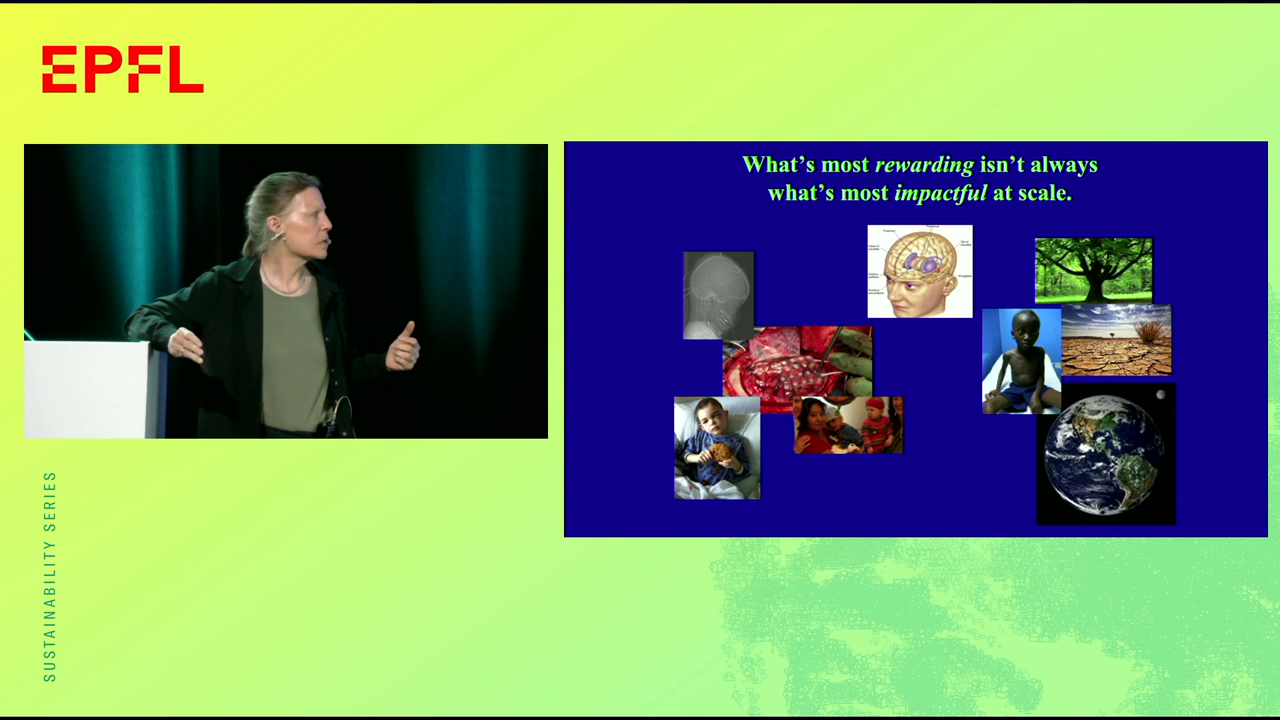 EPFL
What's most rewarding isn't always
what's most impactful at scale.
SUSTAINABILITY SERIES